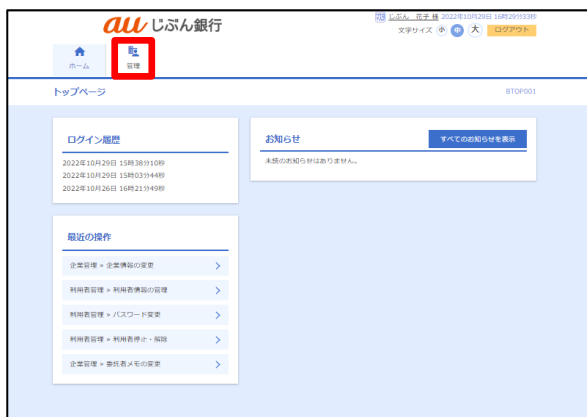 au じぶん銀行
じぶん 花子 様 2022年10月29日 16時29分33秒
文字サイズ 小 中 大 ログアウト
ホーム
管理
トップページ
BTOP001
ログイン履歴
2022年10月29日 15時38分10秒
2022年10月29日 15時03分44秒
2022年10月26日 16時21分49秒
お知らせ
すべてのお知らせを表示
未読のお知らせはありません。
最近の操作
企業管理 » 企業情報の変更
利用者管理 » 利用者情報の管理
利用者管理 » パスワード変更
利用者管理 » 利用者停止・解除
企業管理 » 委託者メモの変更